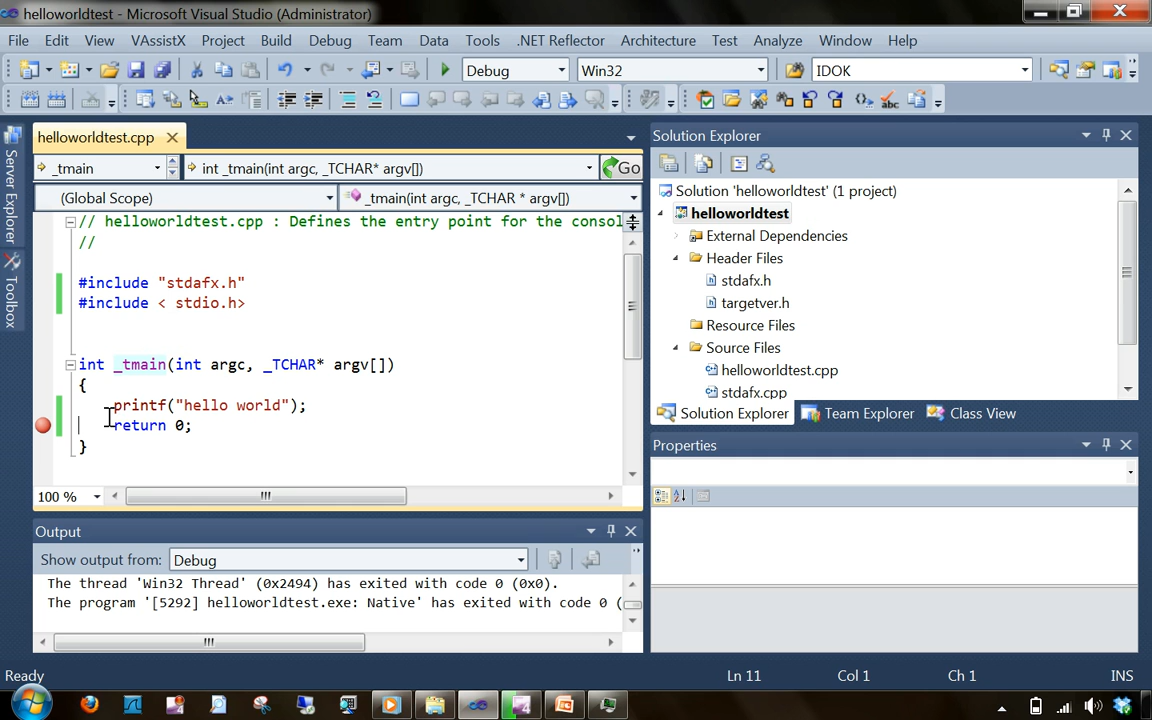 helloworldtest - Microsoft Visual Studio (Administrator)
File Edit View VAssistX Project Build Debug Team Data Tools .NET Reflector Architecture Test Analyze Window Help
Debug Win32 IDOK
helloworldtest.cpp
_tmain int _tmain(int argc, _TCHAR* argv[]) Go
(Global Scope) _tmain(int argc, _TCHAR * argv[])
// helloworldtest.cpp : Defines the entry point for the consol
//
#include "stdafx.h"
#include < stdio.h>
int _tmain(int argc, _TCHAR* argv[])
{
printf("hello world");
return 0;
}
100 %
Output
Show output from: Debug
The thread 'Win32 Thread' (0x2494) has exited with code 0 (0x0).
The program '[5292] helloworldtest.exe: Native' has exited with code 0 (
Server Explorer
Toolbox
Solution Explorer
Solution 'helloworldtest' (1 project)
helloworldtest
External Dependencies
Header Files
stdafx.h
targetver.h
Resource Files
Source Files
helloworldtest.cpp
stdafx.cpp
Solution Explorer Team Explorer Class View
Properties
Ready Ln 11 Col 1 Ch 1 INS